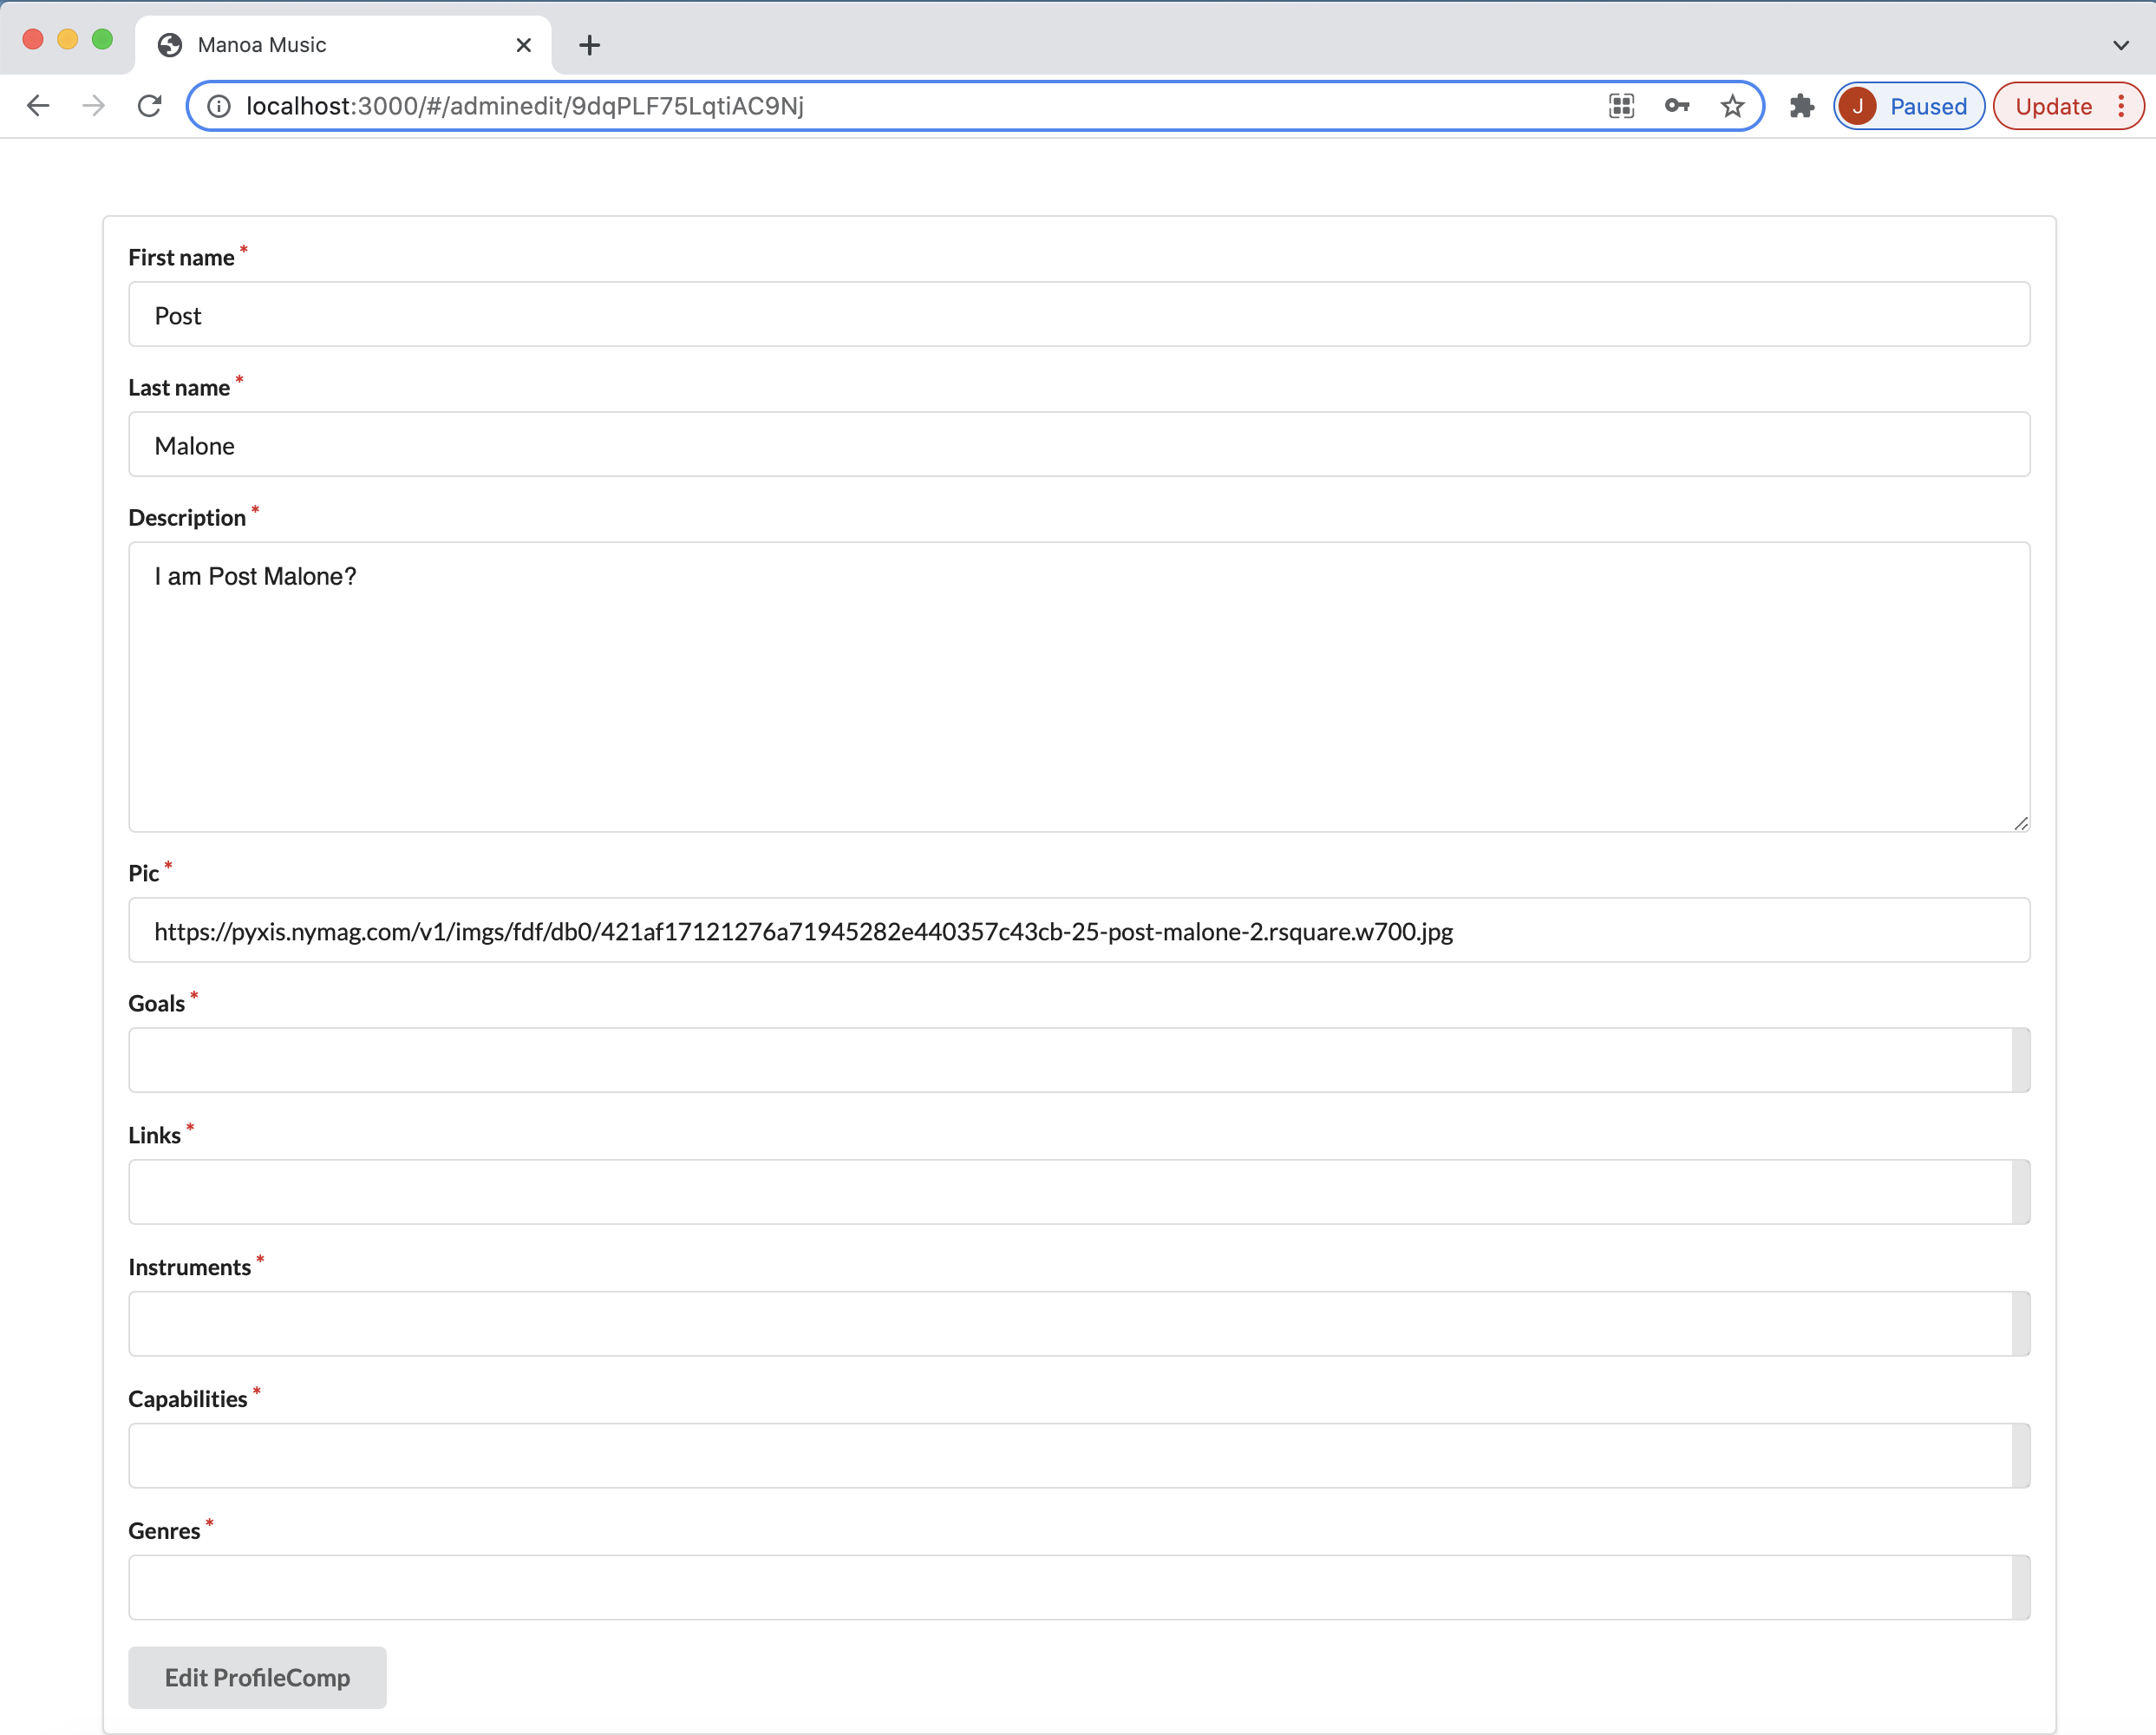 Manoa Music
localhost:3000/#/adminedit/9dqPLF75LqtiAC9Nj
J Paused Update
First name *
Post
Last name *
Malone
Description *
I am Post Malone?
Pic *
https://pyxis.nymag.com/v1/imgs/fdf/db0/421af17121276a71945282e440357c43cb-25-post-malone-2.rsquare.w700.jpg
Goals *
Links *
Instruments *
Capabilities *
Genres *
Edit ProfileComp